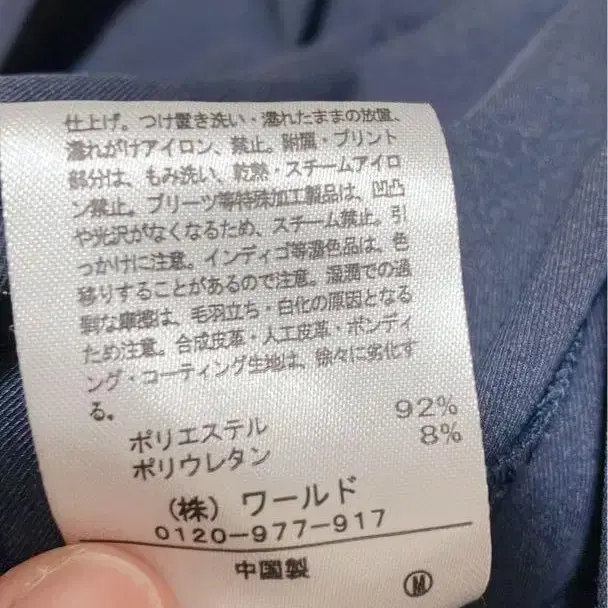 仕上げ。つけ置き洗い・濡れたままの放置、
濡れがけアイロン、禁止。附属・プリント
部分は、もみ洗い、乾熱・スチームアイロ
ン禁止。プリーツ等特殊加工製品は、凹凸
や光沢がなくなるため、スチーム禁止。引
っかけに注意。インディゴ等濃色品は、色
移りすることがあるので注意。湿潤での過
剰な摩擦は、毛羽立ち・白化の原因となる
ため注意。合成皮革・人工皮革・ボンディ
ング・コーティング生地は、徐々に劣化す
る。
ポリエステル 92%
ポリウレタン 8%
(株) ワールド
0120-977-917
中国製
M